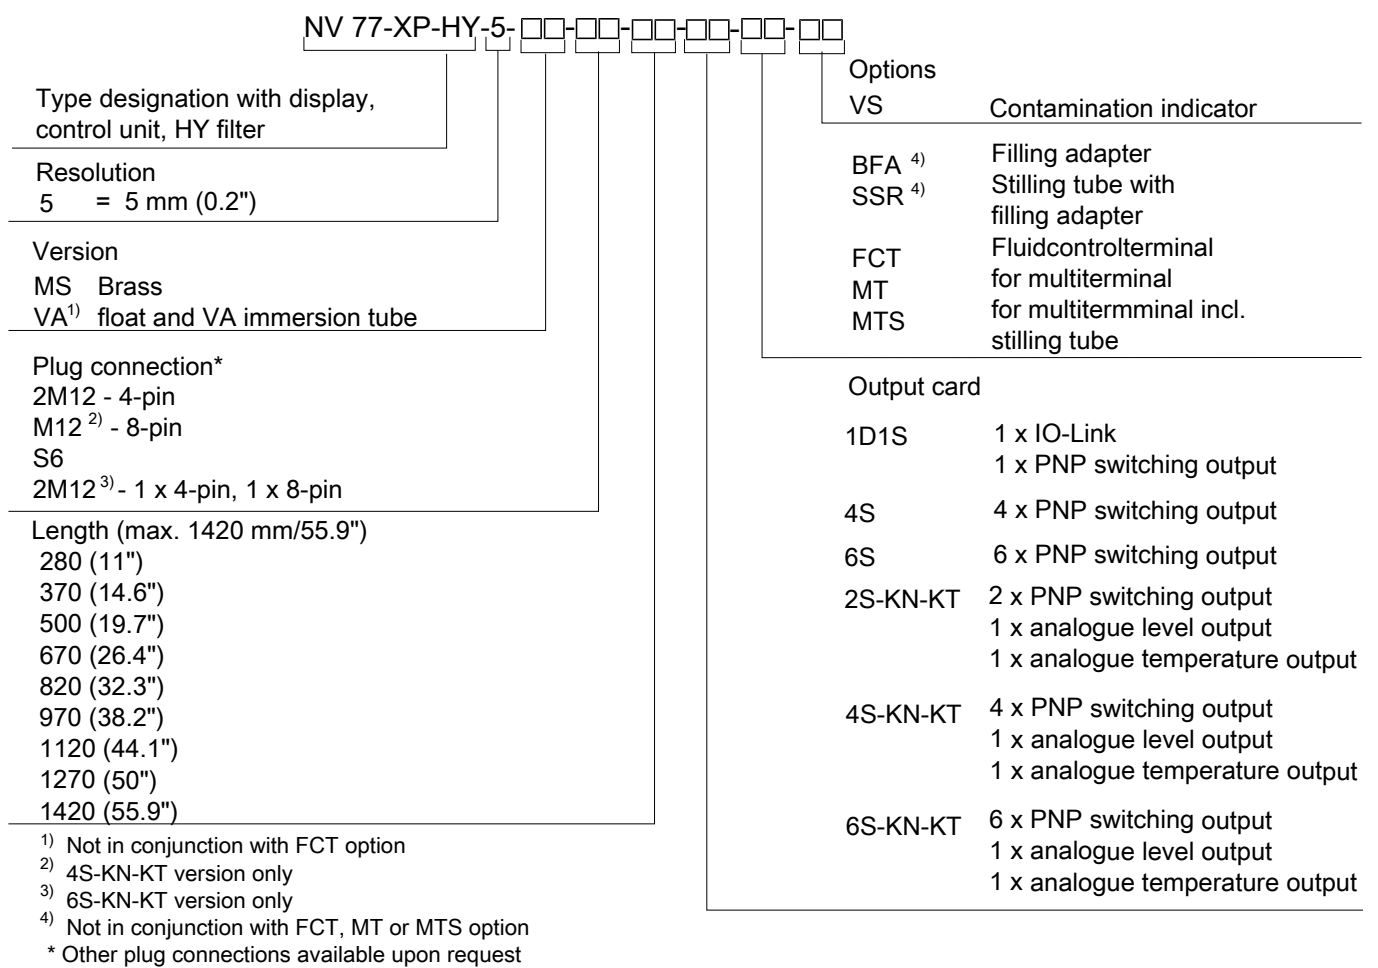 NV 77-XP-HY-5- □□-□□-□□-□□-□□-□□
Type designation with display,
control unit, HY filter
Resolution
5 = 5 mm (0.2")
Version
MS Brass
VA1) float and VA immersion tube
Plug connection*
2M12 - 4-pin
M12 2) - 8-pin
S6
2M12 3) - 1 x 4-pin, 1 x 8-pin
Length (max. 1420 mm/55.9")
280 (11")
370 (14.6")
500 (19.7")
670 (26.4")
820 (32.3")
970 (38.2")
1120 (44.1")
1270 (50")
1420 (55.9")
1) Not in conjunction with FCT option
2) 4S-KN-KT version only
3) 6S-KN-KT version only
4) Not in conjunction with FCT, MT or MTS option
* Other plug connections available upon request
Options
VS Contamination indicator
BFA 4) Filling adapter
SSR 4) Stilling tube with
filling adapter
FCT Fluidcontrolterminal
MT for multiterminal
MTS for multitermminal incl.
stilling tube
Output card
1D1S 1 x IO-Link
1 x PNP switching output
4S 4 x PNP switching output
6S 6 x PNP switching output
2S-KN-KT 2 x PNP switching output
1 x analogue level output
1 x analogue temperature output
4S-KN-KT 4 x PNP switching output
1 x analogue level output
1 x analogue temperature output
6S-KN-KT 6 x PNP switching output
1 x analogue level output
1 x analogue temperature output